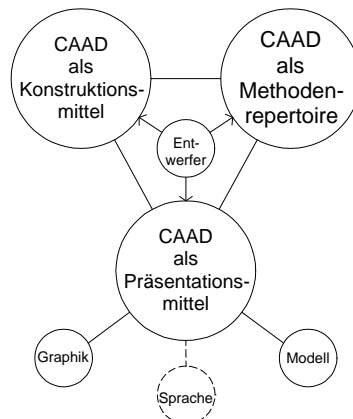 CAAD
als
Konstruktions-
mittel
CAAD
als
Methoden-
repertoire
Ent-
werfer
CAAD
als
Präsentations-
mittel
Graphik
Modell
Sprache